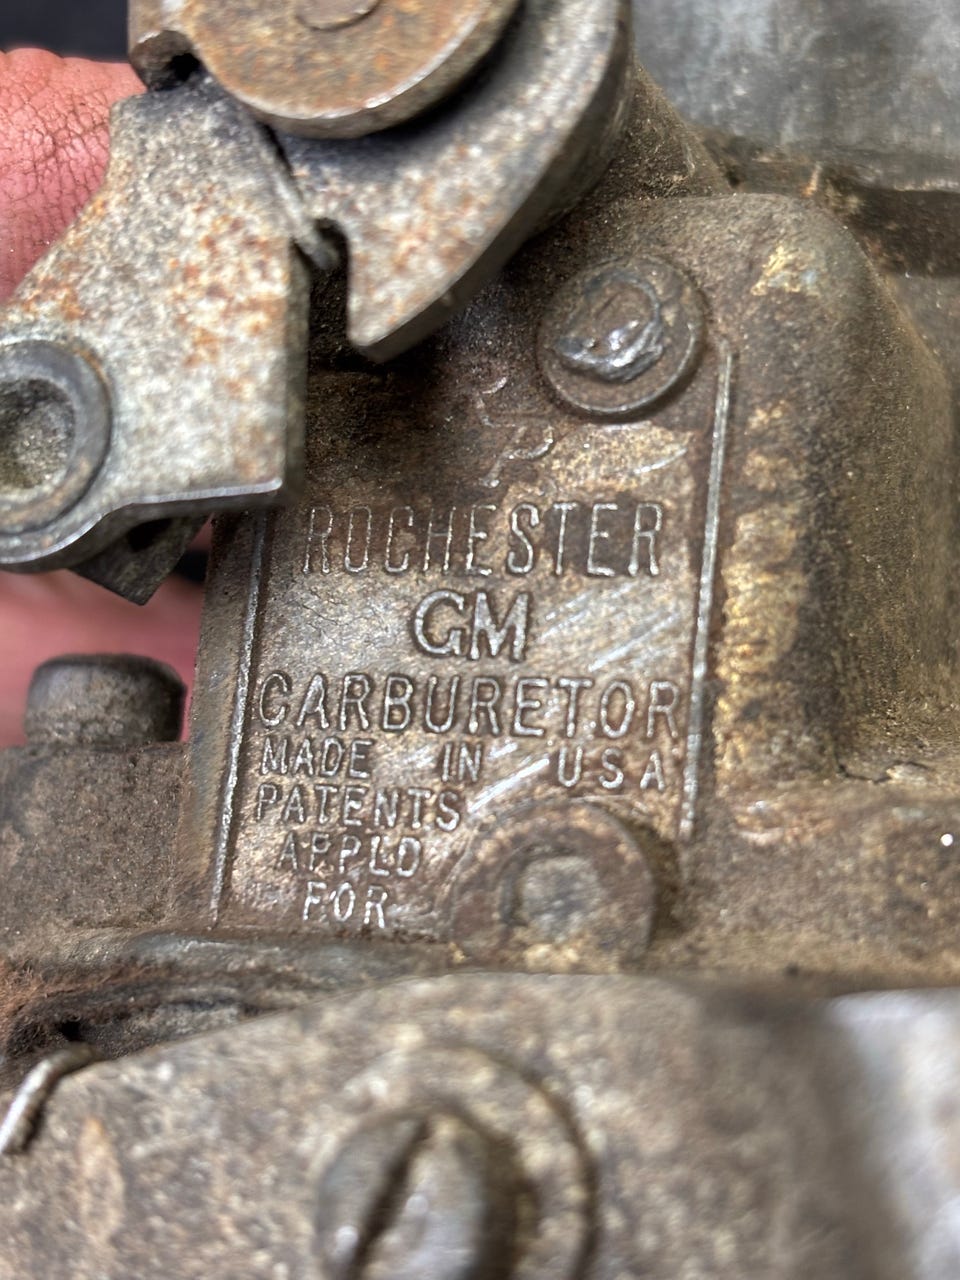 ROCHESTER
GM
CARBURETOR
MADE IN USA
PATENTS
APPLD
FOR